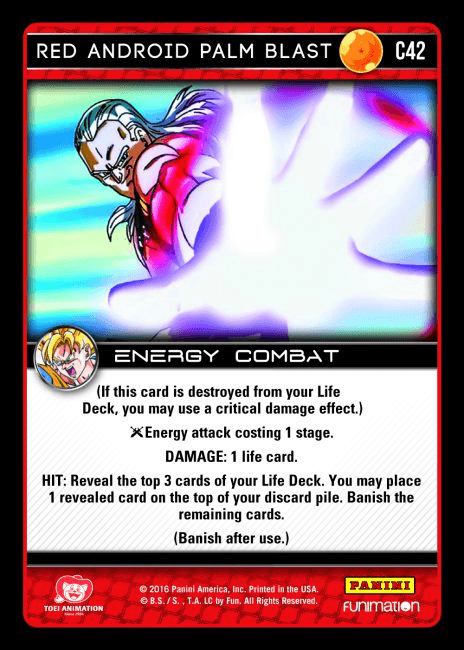 RED ANDROID PALM BLAST C42
ENERGY COMBAT
(If this card is destroyed from your Life
Deck, you may use a critical damage effect.)
Energy attack costing 1 stage.
DAMAGE: 1 life card.
HIT: Reveal the top 3 cards of your Life Deck. You may place
1 revealed card on the top of your discard pile. Banish the
remaining cards.
(Banish after use.)
TOEI ANIMATION
© 2016 Panini America, Inc. Printed in the USA.
© B.S. / S. , T.A. LC by Fun. All Rights Reserved.
PANINI
FUNIMATION